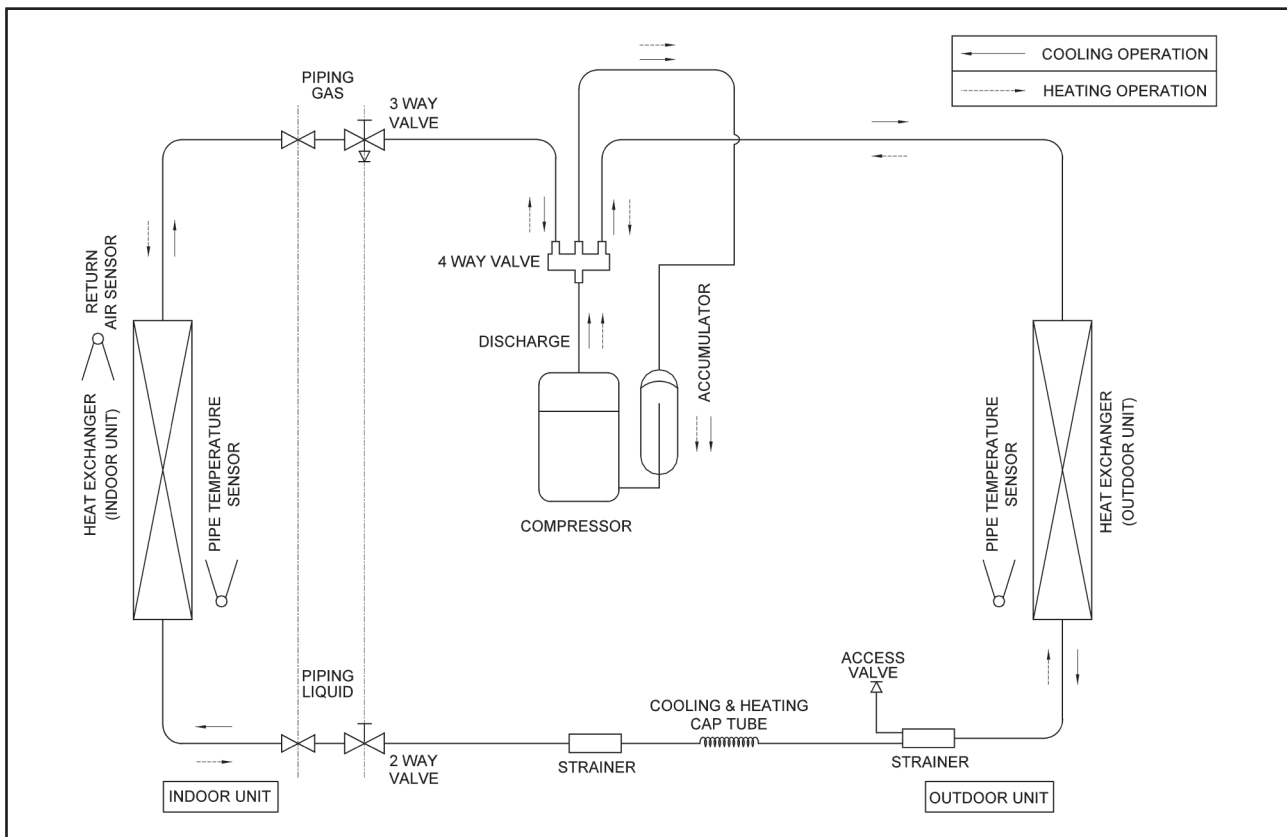 COOLING OPERATION
HEATING OPERATION
PIPING
GAS
3 WAY
VALVE
4 WAY VALVE
RETURN
AIR SENSOR
HEAT EXCHANGER
(INDOOR UNIT)
PIPE TEMPERATURE
SENSOR
DISCHARGE
ACCUMULATOR
COMPRESSOR
PIPE TEMPERATURE
SENSOR
HEAT EXCHANGER
(OUTDOOR UNIT)
PIPING
LIQUID
2 WAY
VALVE
STRAINER
COOLING & HEATING
CAP TUBE
ACCESS
VALVE
STRAINER
INDOOR UNIT
OUTDOOR UNIT